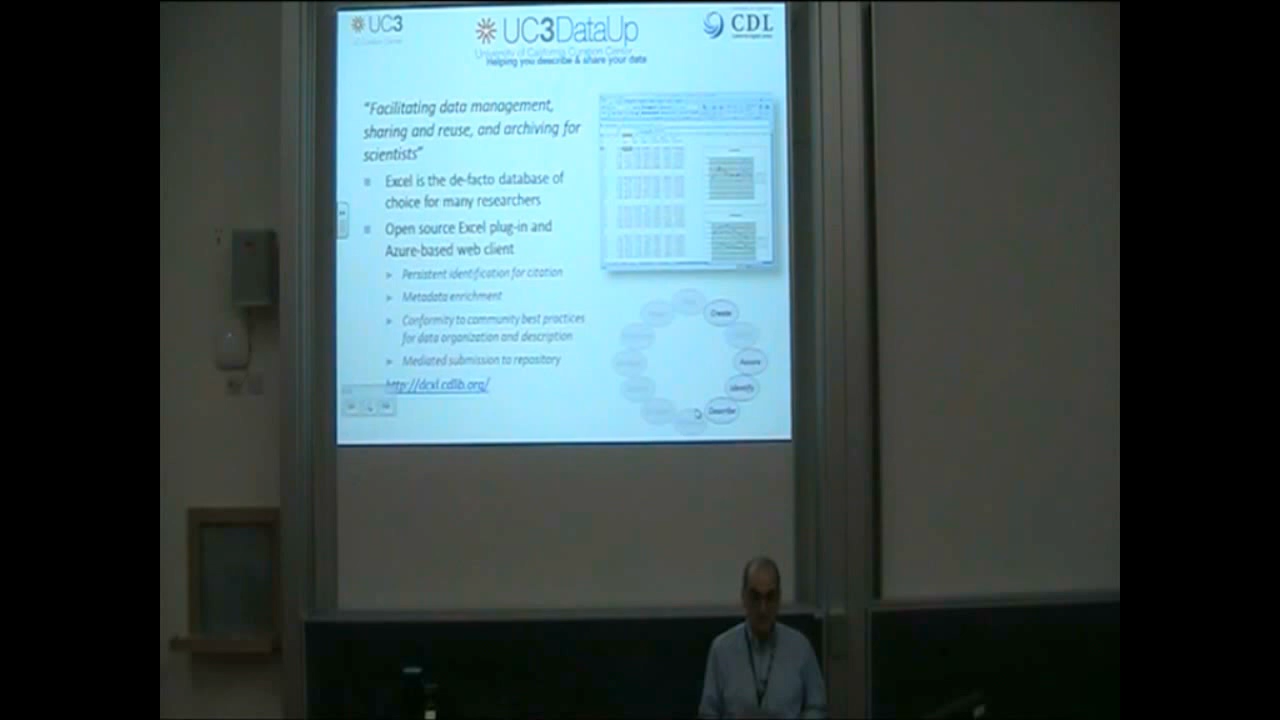 UC3
UC3DataUp
CDL
University of California Curation Center
Helping you describe & share your data
"Facilitating data management,
sharing and reuse, and archiving for
scientists"
Excel is the de-facto database of
choice for many researchers
Open source Excel plug-in and
Azure-based web client
Persistent identification for citation
Metadata enrichment
Conformity to community best practices
for data organization and description
Mediated submission to repository
http://dcxl.cdlib.org/
Create
Assure
Identify
Describe